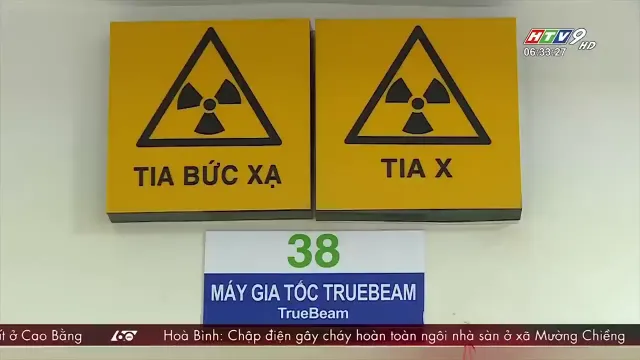 HTV9 HD
06:33:27
TIA BỨC XẠ
TIA X
38
MÁY GIA TỐC TRUEBEAM
TrueBeam
ất ở Cao Bằng
Hoà Bình: Chập điện gây cháy hoàn toàn ngôi nhà sàn ở xã Mường Chiềng